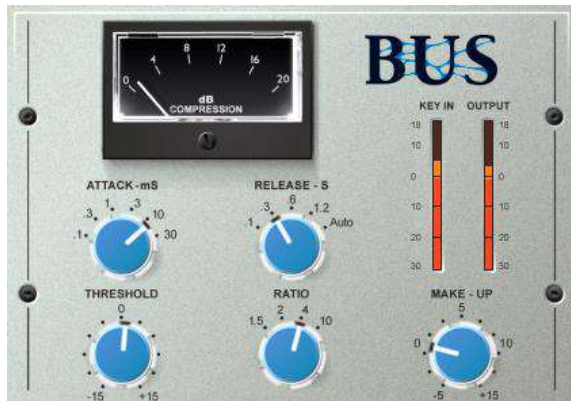 4 8 12 16
0 20
dB
COMPRESSION
BUS
KEY IN OUTPUT
18 18
10 10
0 0
10 10
20 20
30 30
ATTACK-mS
.1 .3 1 .3 10 30
RELEASE - S
.1 .3 .6 1.2 Auto
THRESHOLD
0
-15 +15
RATIO
1.5 2 4 10
MAKE - UP
5
0 10
-5 +15